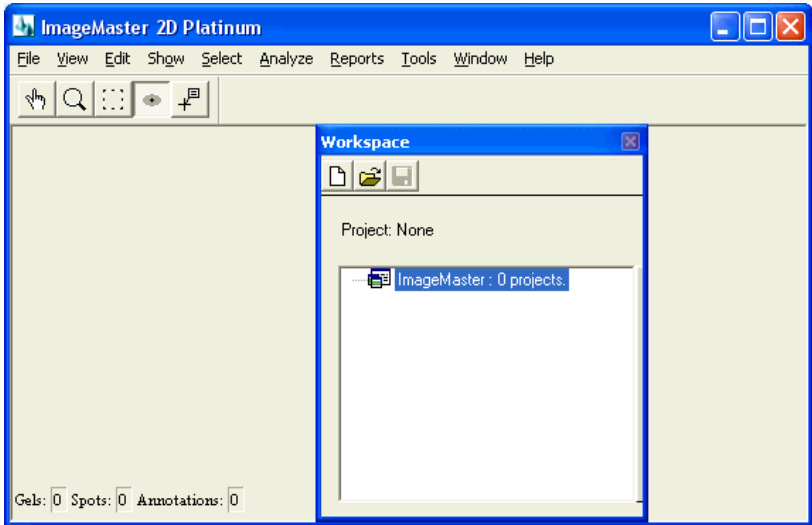 ImageMaster 2D Platinum
File View Edit Show Select Analyze Reports Tools Window Help
Workspace
Project: None
ImageMaster : 0 projects.
Gels: 0 Spots: 0 Annotations: 0